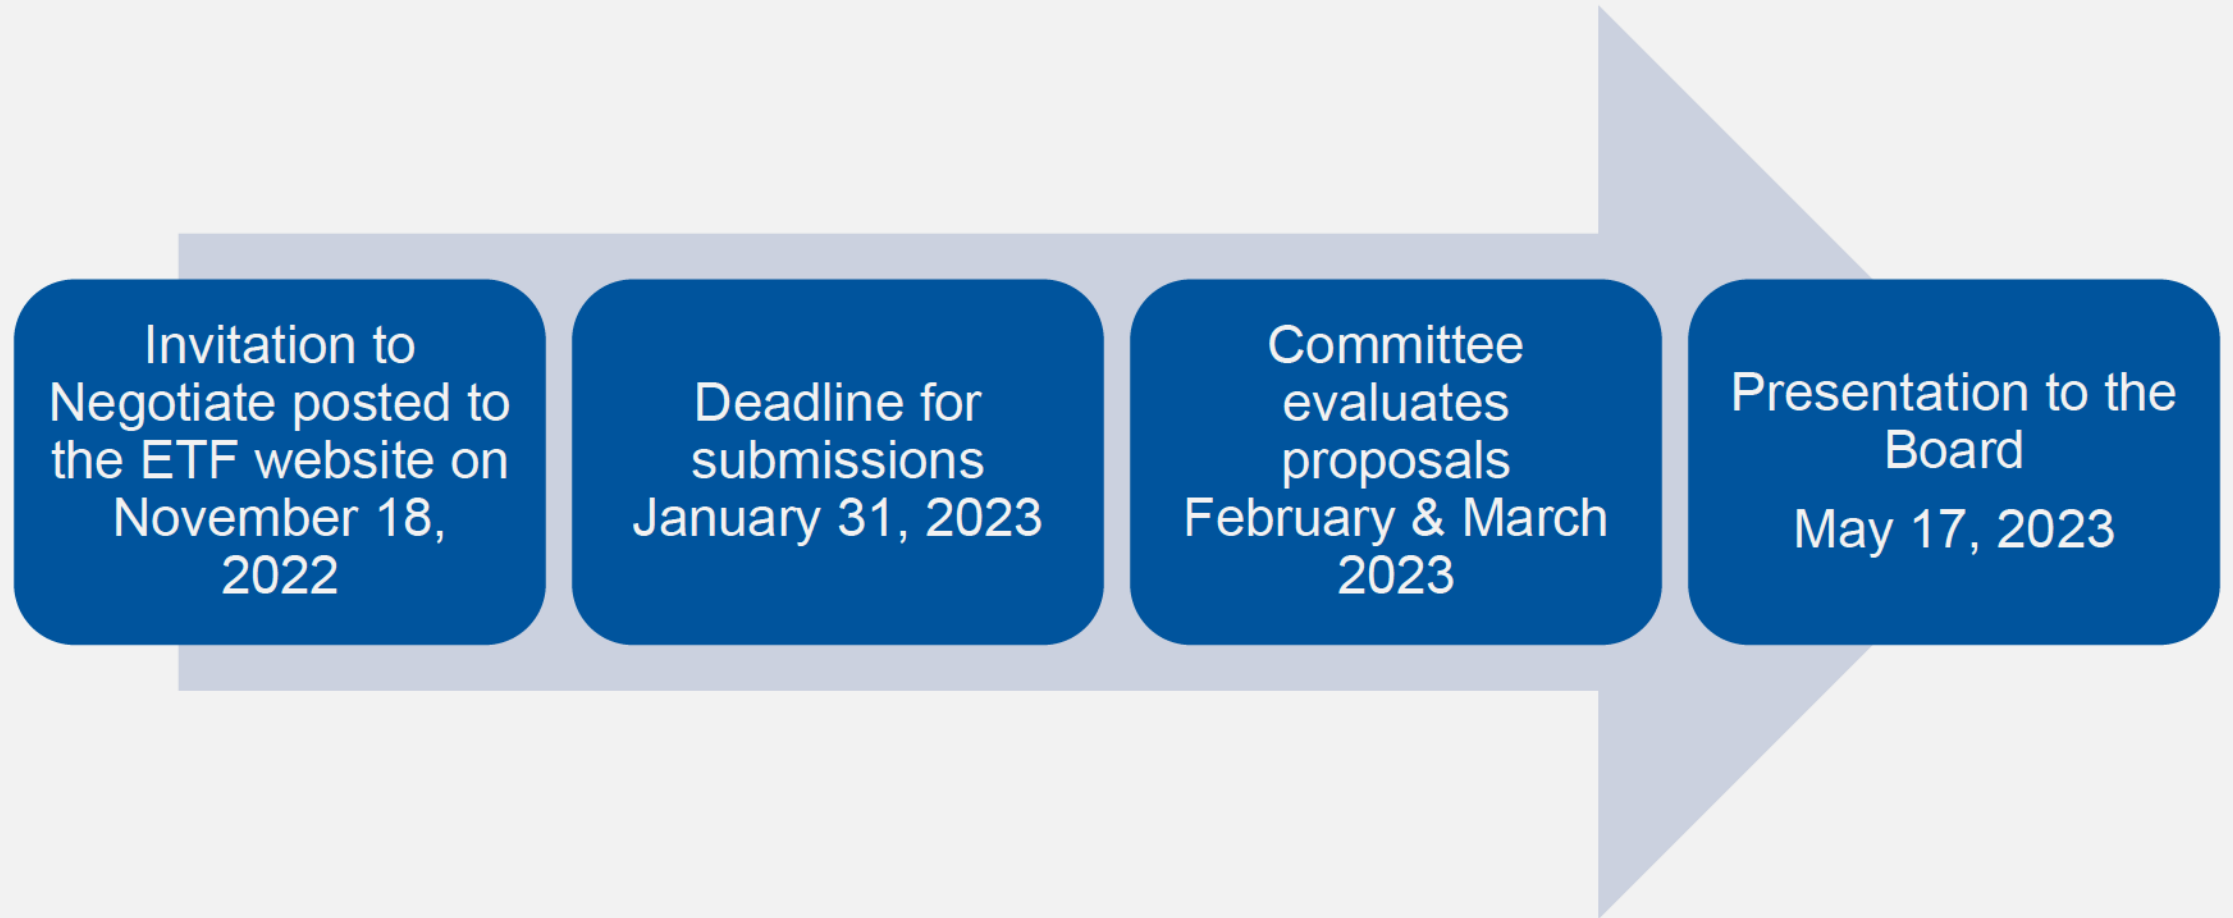 Invitation to
Negotiate posted to
the ETF website on
November 18,
2022
Deadline for
submissions
January 31, 2023
Committee
evaluates
proposals
February & March
2023
Presentation to the
Board
May 17, 2023